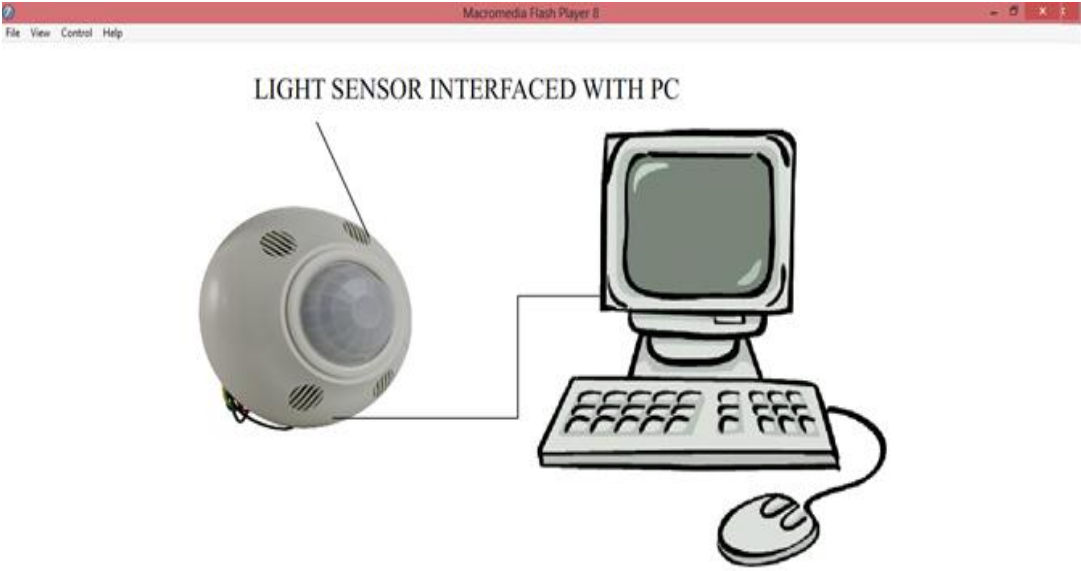 Macromedia Flash Player 8
File View Control Help
LIGHT SENSOR INTERFACED WITH PC